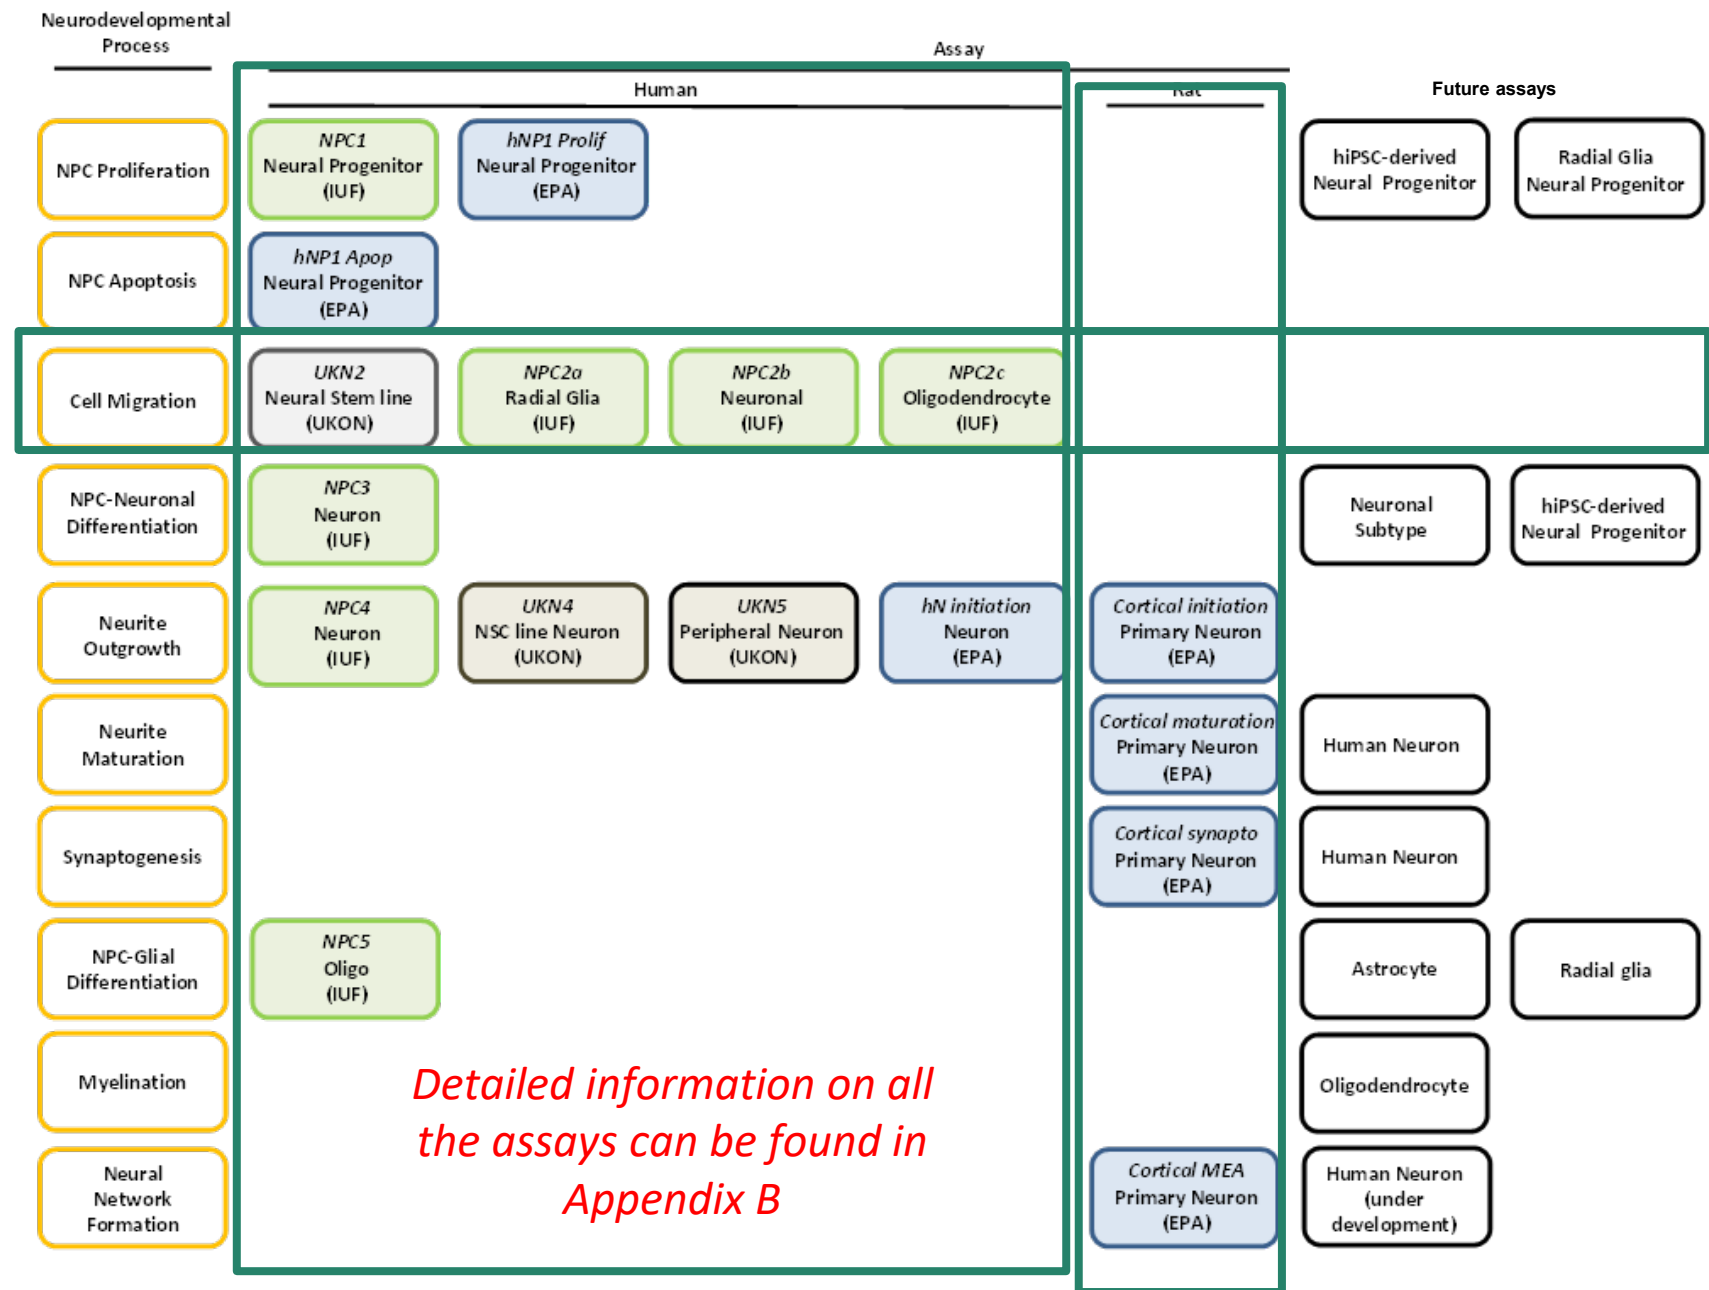 Neurodevelopmental
Process
Assay
Human
Rat
Future assays
NPC Proliferation
NPC1
Neural Progenitor
(IUF)
hNP1 Prolif
Neural Progenitor
(EPA)
hiPSC-derived
Neural Progenitor
Radial Glia
Neural Progenitor
NPC Apoptosis
hNP1 Apop
Neural Progenitor
(EPA)
Cell Migration
UKN2
Neural Stem line
(UKON)
NPC2a
Radial Glia
(IUF)
NPC2b
Neuronal
(IUF)
NPC2c
Oligodendrocyte
(IUF)
NPC-Neuronal
Differentiation
NPC3
Neuron
(IUF)
Neuronal
Subtype
hiPSC-derived
Neural Progenitor
Neurite
Outgrowth
NPC4
Neuron
(IUF)
UKN4
NSC line Neuron
(UKON)
UKN5
Peripheral Neuron
(UKON)
hN initiation
Neuron
(EPA)
Cortical initiation
Primary Neuron
(EPA)
Neurite
Maturation
Cortical maturation
Primary Neuron
(EPA)
Human Neuron
Synaptogenesis
Cortical synapto
Primary Neuron
(EPA)
Human Neuron
NPC-Glial
Differentiation
NPC5
Oligo
(IUF)
Astrocyte
Radial glia
Myelination
Oligodendrocyte
Detailed information on all
the assays can be found in
Appendix B
Neural
Network
Formation
Cortical MEA
Primary Neuron
(EPA)
Human Neuron
(under
development)